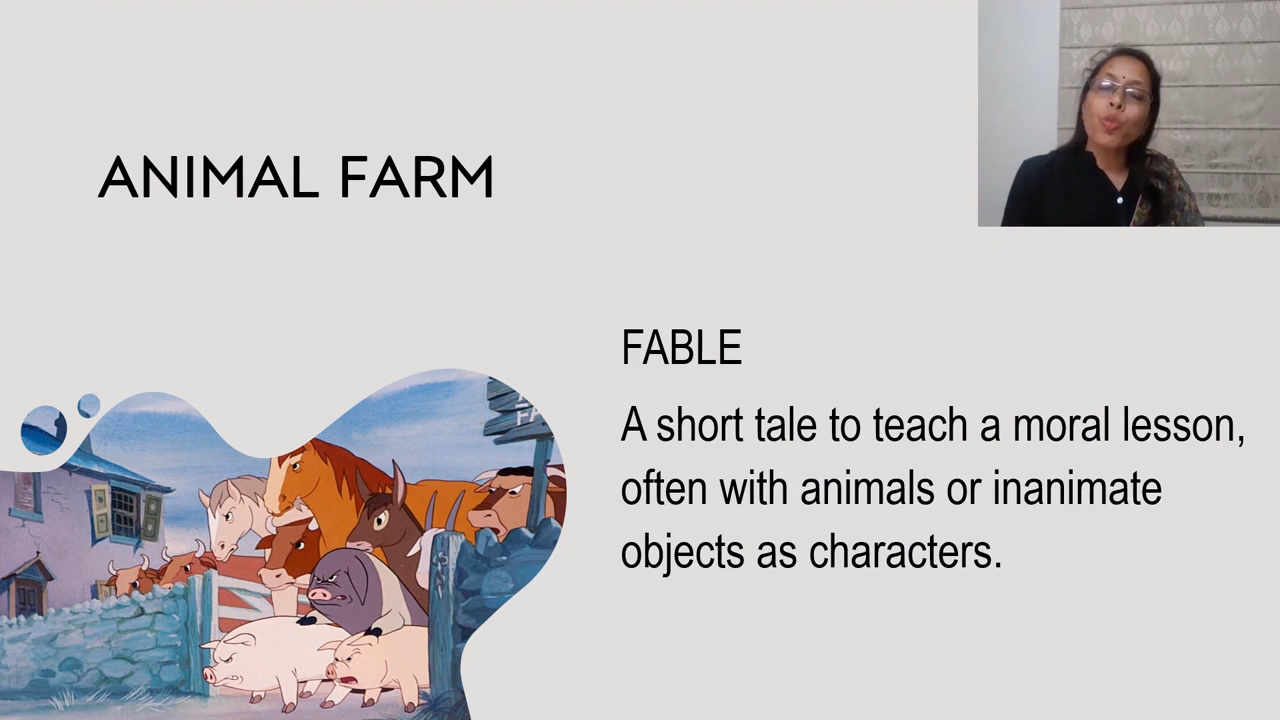 ANIMAL FARM
FABLE
A short tale to teach a moral lesson,
often with animals or inanimate
objects as characters.